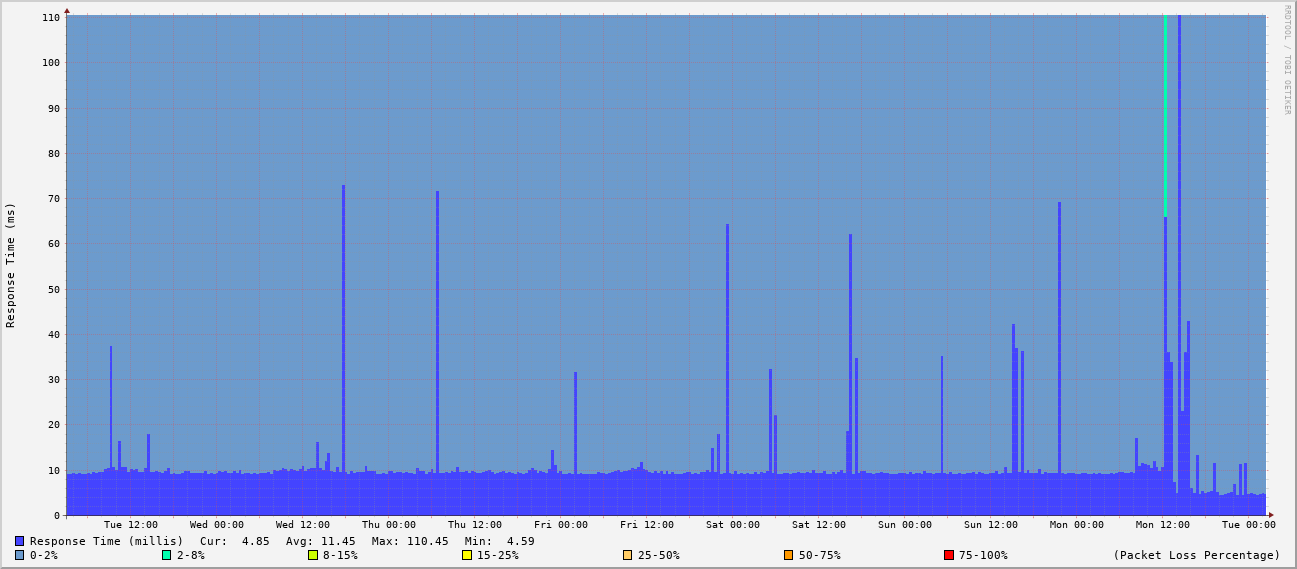 RRDTOOL / TOBI OETIKER
Response Time (ms)
110
100
90
80
70
60
50
40
30
20
10
0
Tue 12:00 Wed 00:00 Wed 12:00 Thu 00:00 Thu 12:00 Fri 00:00 Fri 12:00 Sat 00:00 Sat 12:00 Sun 00:00 Sun 12:00 Mon 00:00 Mon 12:00 Tue 00:00
Response Time (millis) Cur: 4.85 Avg: 11.45 Max: 110.45 Min: 4.59
0-2% 2-8% 8-15% 15-25% 25-50% 50-75% 75-100% (Packet Loss Percentage)